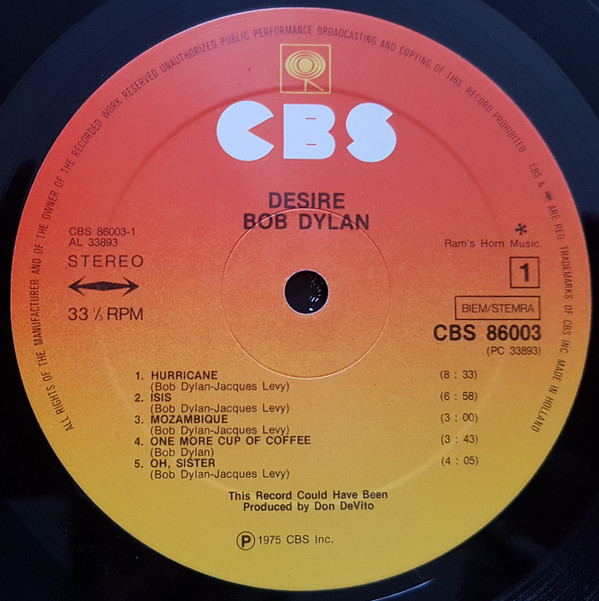 ALL RIGHTS OF THE MANUFACTURER AND OF THE OWNER OF THE RECORDED WORK RESERVED UNAUTHORIZED PUBLIC PERFORMANCE BROADCASTING AND COPYING OF THIS RECORD PROHIBITED
CBS & ARE REG. TRADEMARKS OF CBS INC. MADE IN HOLLAND
CBS
DESIRE
BOB DYLAN
CBS 86003-1
AL 33893
STEREO
33 ⅓ RPM
*
Ram's Horn Music
1
BIEM/STEMRA
CBS 86003
(PC 33893)
1. HURRICANE (8 : 33)
(Bob Dylan-Jacques Levy)
2. ISIS (6 : 58)
(Bob Dylan-Jacques Levy)
3. MOZAMBIQUE (3 : 00)
(Bob Dylan-Jacques Levy)
4. ONE MORE CUP OF COFFEE (3 : 43)
(Bob Dylan)
5. OH, SISTER (4 : 05)
(Bob Dylan-Jacques Levy)
This Record Could Have Been
Produced by Don DeVito
Ⓟ 1975 CBS Inc.